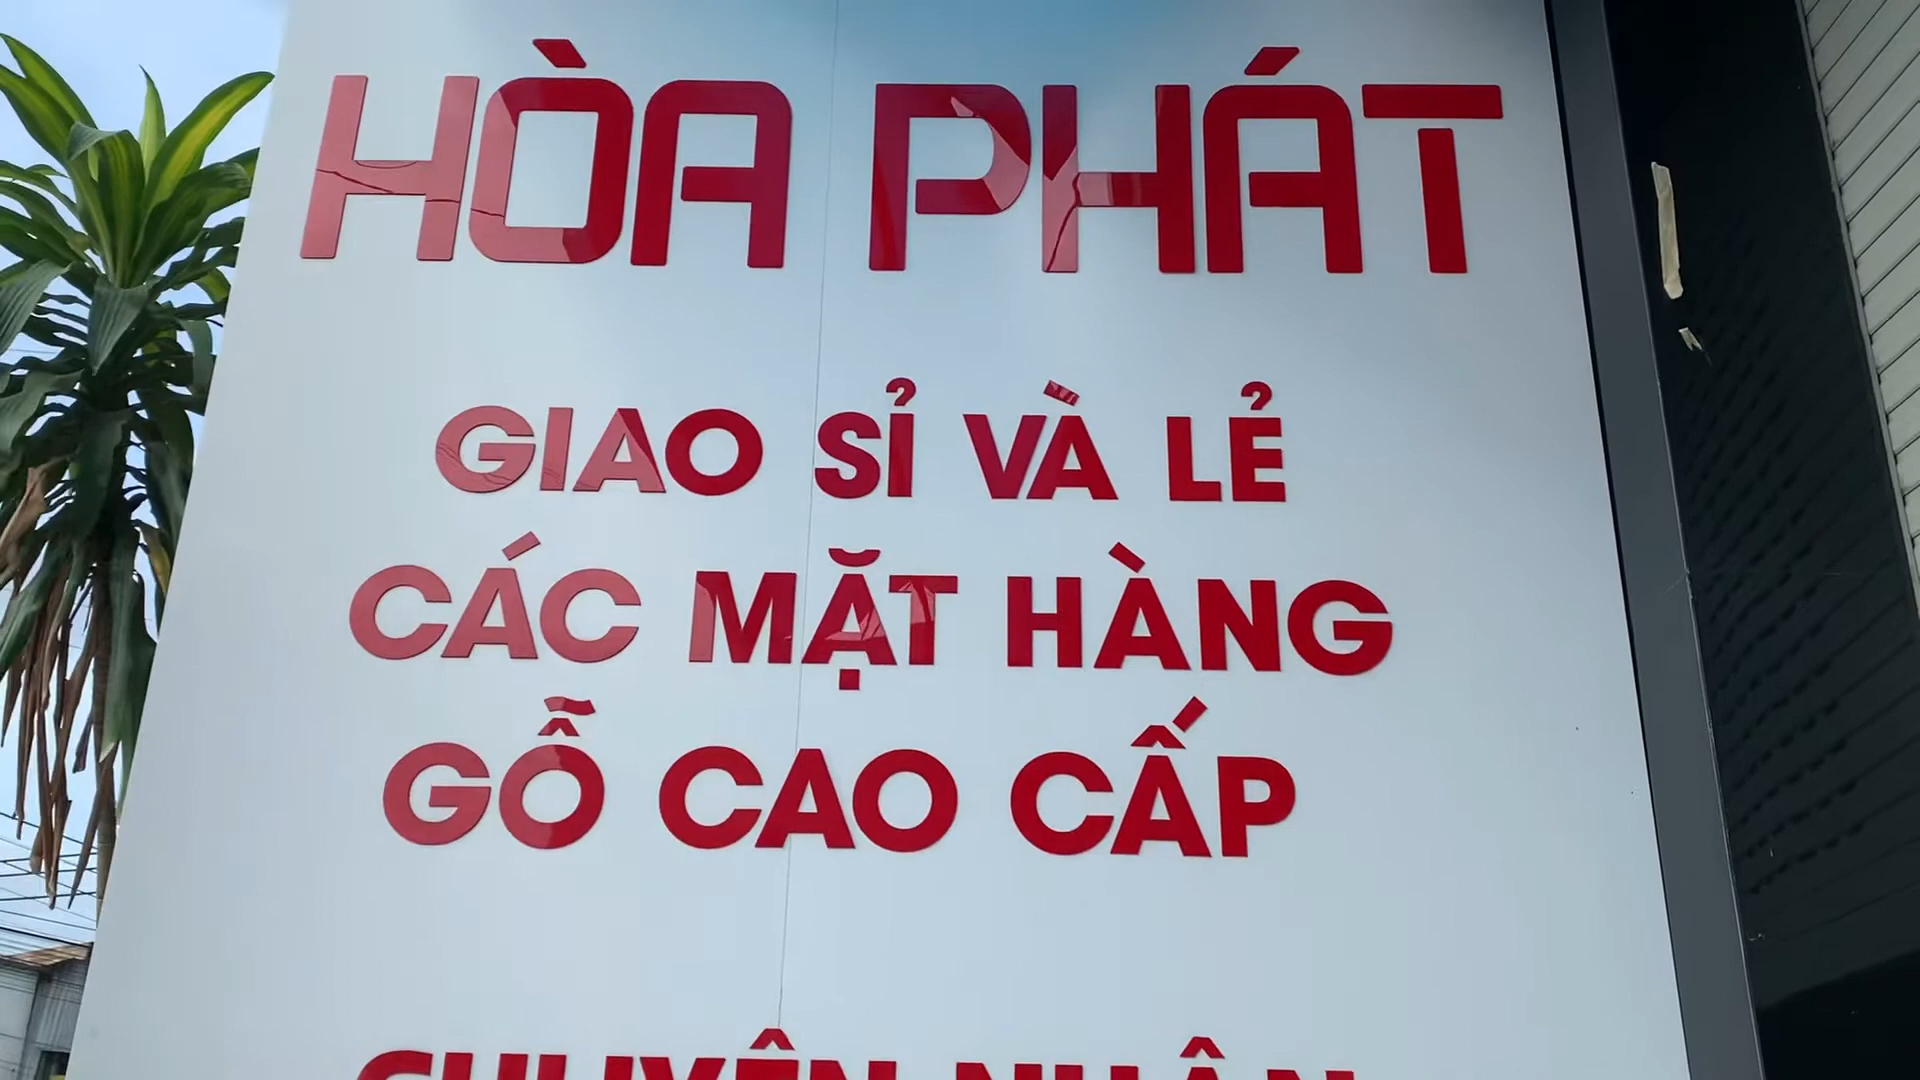 HÒA PHÁT
GIAO SỈ VÀ LẺ
CÁC MẶT HÀNG
GỖ CAO CẤP
CHUYÊN NHẬN